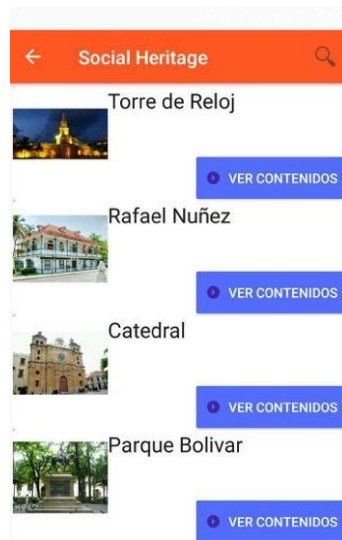 Social Heritage
Torre de Reloj
VER CONTENIDOS
Rafael Nuñez
VER CONTENIDOS
Catedral
VER CONTENIDOS
Parque Bolivar
VER CONTENIDOS